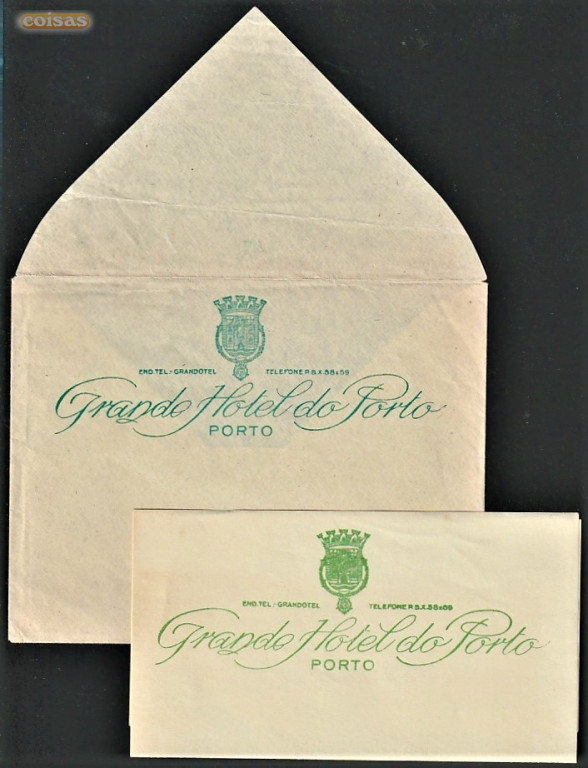 coisas
END.TEL.-GRANDOTEL TELEFONE P.B.X. 58 e 59
Grande Hotel do Porto
PORTO
END.TEL.-GRANDOTEL TELEFONE P.B.X. 58 e 59
Grande Hotel do Porto
PORTO